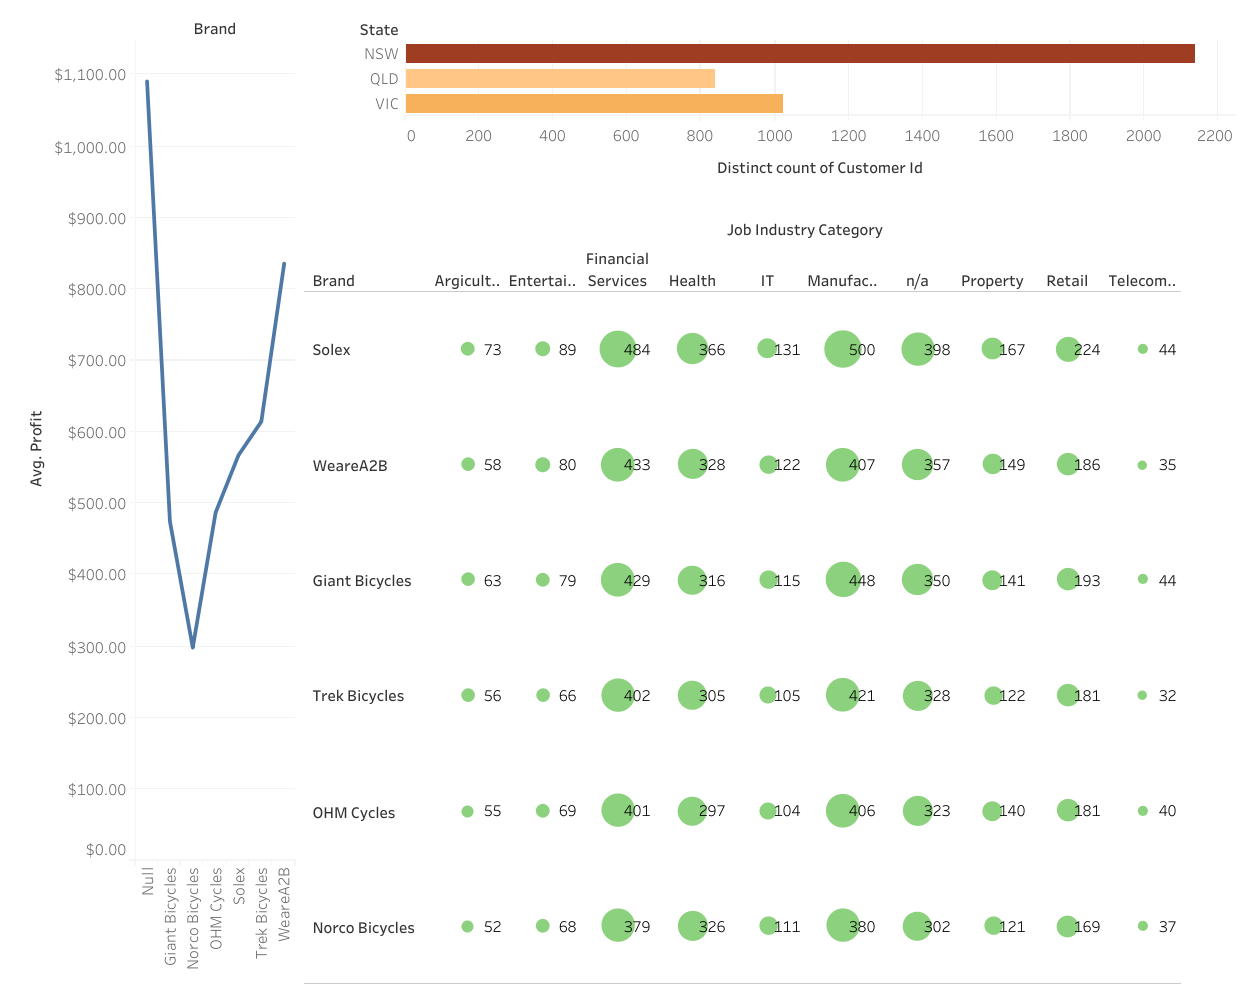 Brand
$1,100.00
$1,000.00
$900.00
$800.00
$700.00
$600.00
$500.00
$400.00
$300.00
$200.00
$100.00
$0.00
Avg. Profit
Null
Giant Bicycles
Norco Bicycles
OHM Cycles
Solex
Trek Bicycles
WeareA2B
State
NSW
QLD
VIC
0 200 400 600 800 1000 1200 1400 1600 1800 2000 2200
Distinct count of Customer Id
Job Industry Category
Brand Argicult.. Entertai.. Financial Services Health IT Manufac.. n/a Property Retail Telecom..
Solex 73 89 484 366 131 500 398 167 224 44
WeareA2B 58 80 433 328 122 407 357 149 186 35
Giant Bicycles 63 79 429 316 115 448 350 141 193 44
Trek Bicycles 56 66 402 305 105 421 328 122 181 32
OHM Cycles 55 69 401 297 104 406 323 140 181 40
Norco Bicycles 52 68 379 326 111 380 302 121 169 37